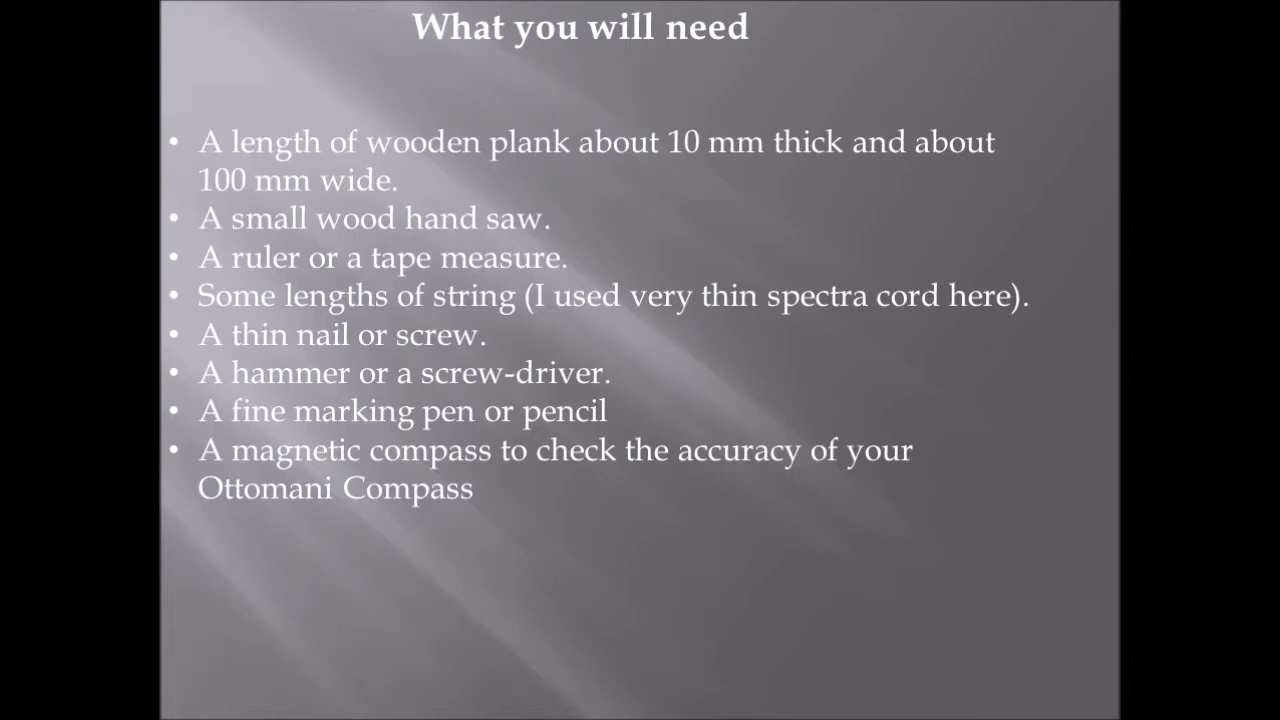 What you will need
• A length of wooden plank about 10 mm thick and about
100 mm wide.
• A small wood hand saw.
• A ruler or a tape measure.
• Some lengths of string (I used very thin spectra cord here).
• A thin nail or screw.
• A hammer or a screw-driver.
• A fine marking pen or pencil
• A magnetic compass to check the accuracy of your
Ottomani Compass